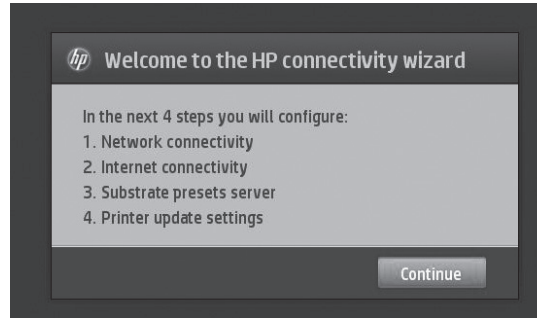 hp Welcome to the HP connectivity wizard
In the next 4 steps you will configure:
1. Network connectivity
2. Internet connectivity
3. Substrate presets server
4. Printer update settings
Continue